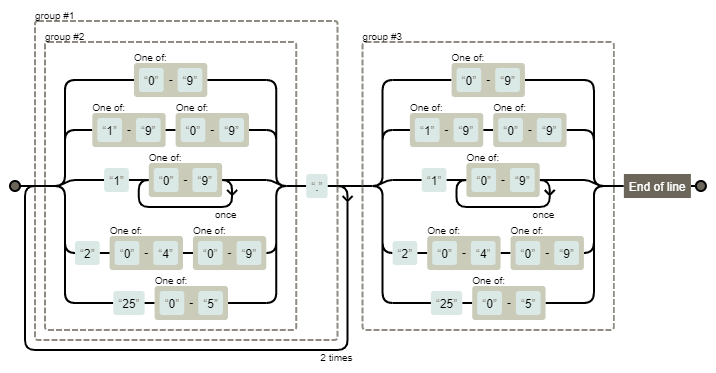 group #1
group #2
group #3
One of:
One of:
“0” - “9”
“0” - “9”
One of:
One of:
One of:
One of:
“1” - “9”
“0” - “9”
“1” - “9”
“0” - “9”
One of:
One of:
“1”
“0” - “9”
“.”
“1”
“0” - “9”
End of line
once
once
One of:
One of:
One of:
One of:
“2”
“0” - “4”
“0” - “9”
“2”
“0” - “4”
“0” - “9”
One of:
One of:
“25”
“0” - “5”
“25”
“0” - “5”
2 times